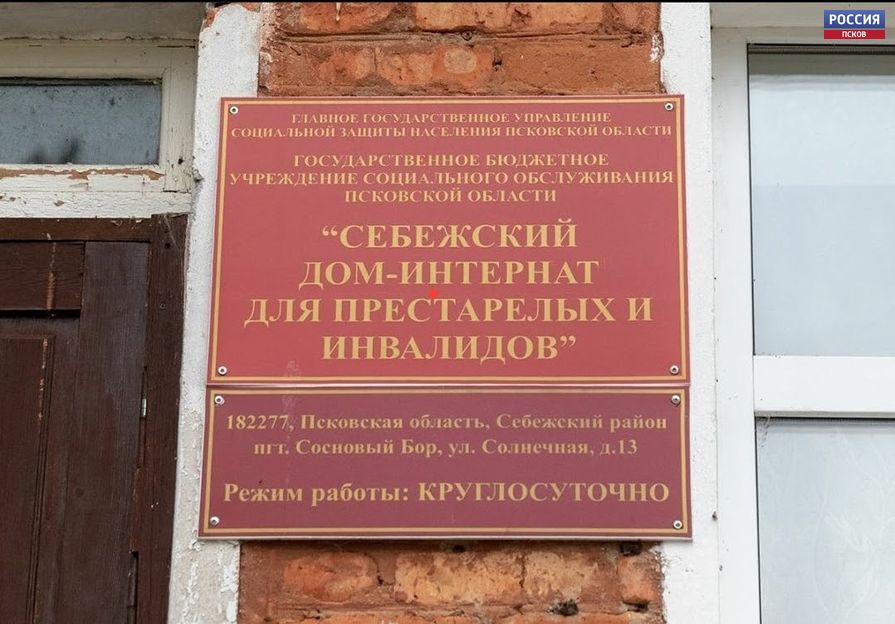 РОССИЯ
ПСКОВ
ГЛАВНОЕ ГОСУДАРСТВЕННОЕ УПРАВЛЕНИЕ
СОЦИАЛЬНОЙ ЗАЩИТЫ НАСЕЛЕНИЯ ПСКОВСКОЙ ОБЛАСТИ
ГОСУДАРСТВЕННОЕ БЮДЖЕТНОЕ
УЧРЕЖДЕНИЕ СОЦИАЛЬНОГО ОБСЛУЖИВАНИЯ
ПСКОВСКОЙ ОБЛАСТИ
“СЕБЕЖСКИЙ
ДОМ-ИНТЕРНАТ
ДЛЯ ПРЕСТАРЕЛЫХ И
ИНВАЛИДОВ”
182277, Псковская область, Себежский район
пгт. Сосновый Бор, ул. Солнечная, д.13
Режим работы: КРУГЛОСУТОЧНО